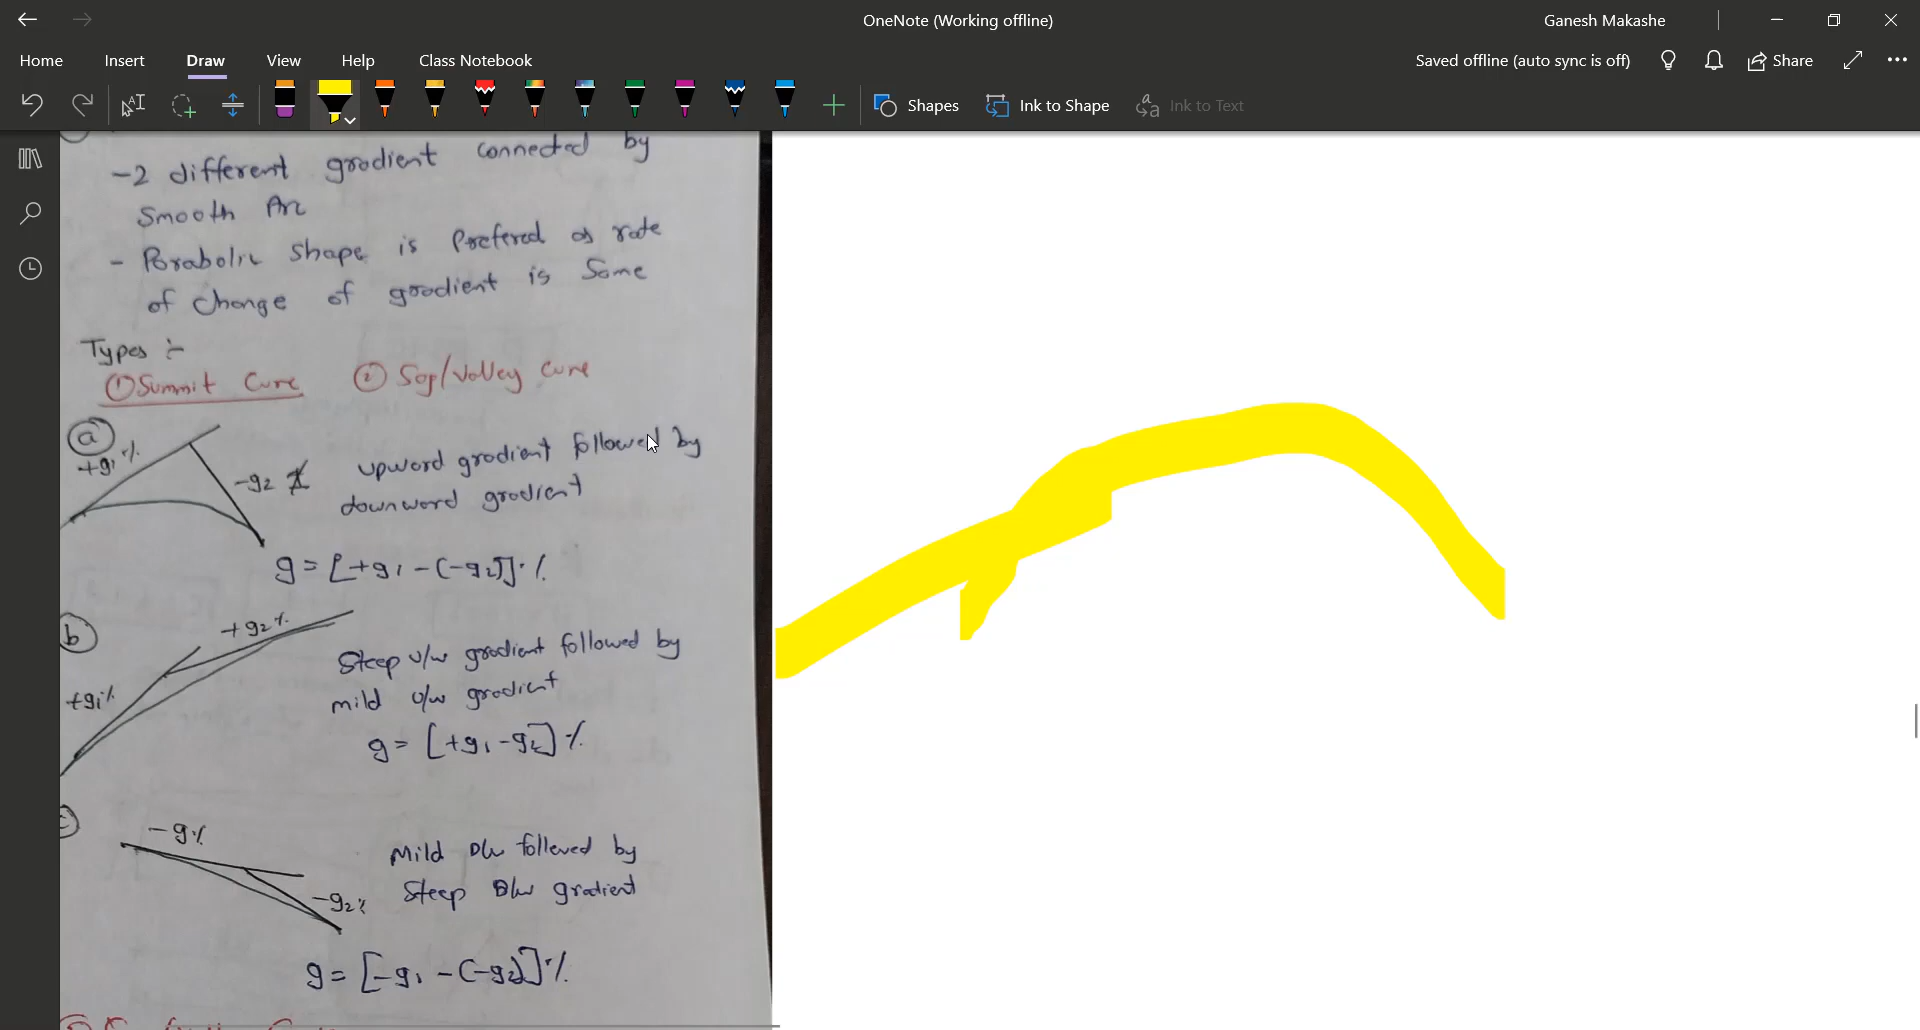 OneNote (Working offline)
Ganesh Makashe
Home Insert Draw View Help Class Notebook
Saved offline (auto sync is off)
Share
Shapes
Ink to Shape
Ink to Text
-2 different gradient connected by
Smooth Arc
- Parabolic shape is Prefered as rate
of change of gradient is Same
Types :-
① Summit Curc
② Sag/Valley Curc
a
+g₁%
-g₂
upward gradient followed by
downward gradient
g = [+g₁ - (-g₂)]%
b
+g₂%
+g₁%
Steep u/w gradient followed by
mild u/w gradient
g = [+g₁ - g₂]%
c
-g%
-g₂%
Mild D/w follewed by
Steep D/w gradient
g = [-g₁ - (-g₂)]%